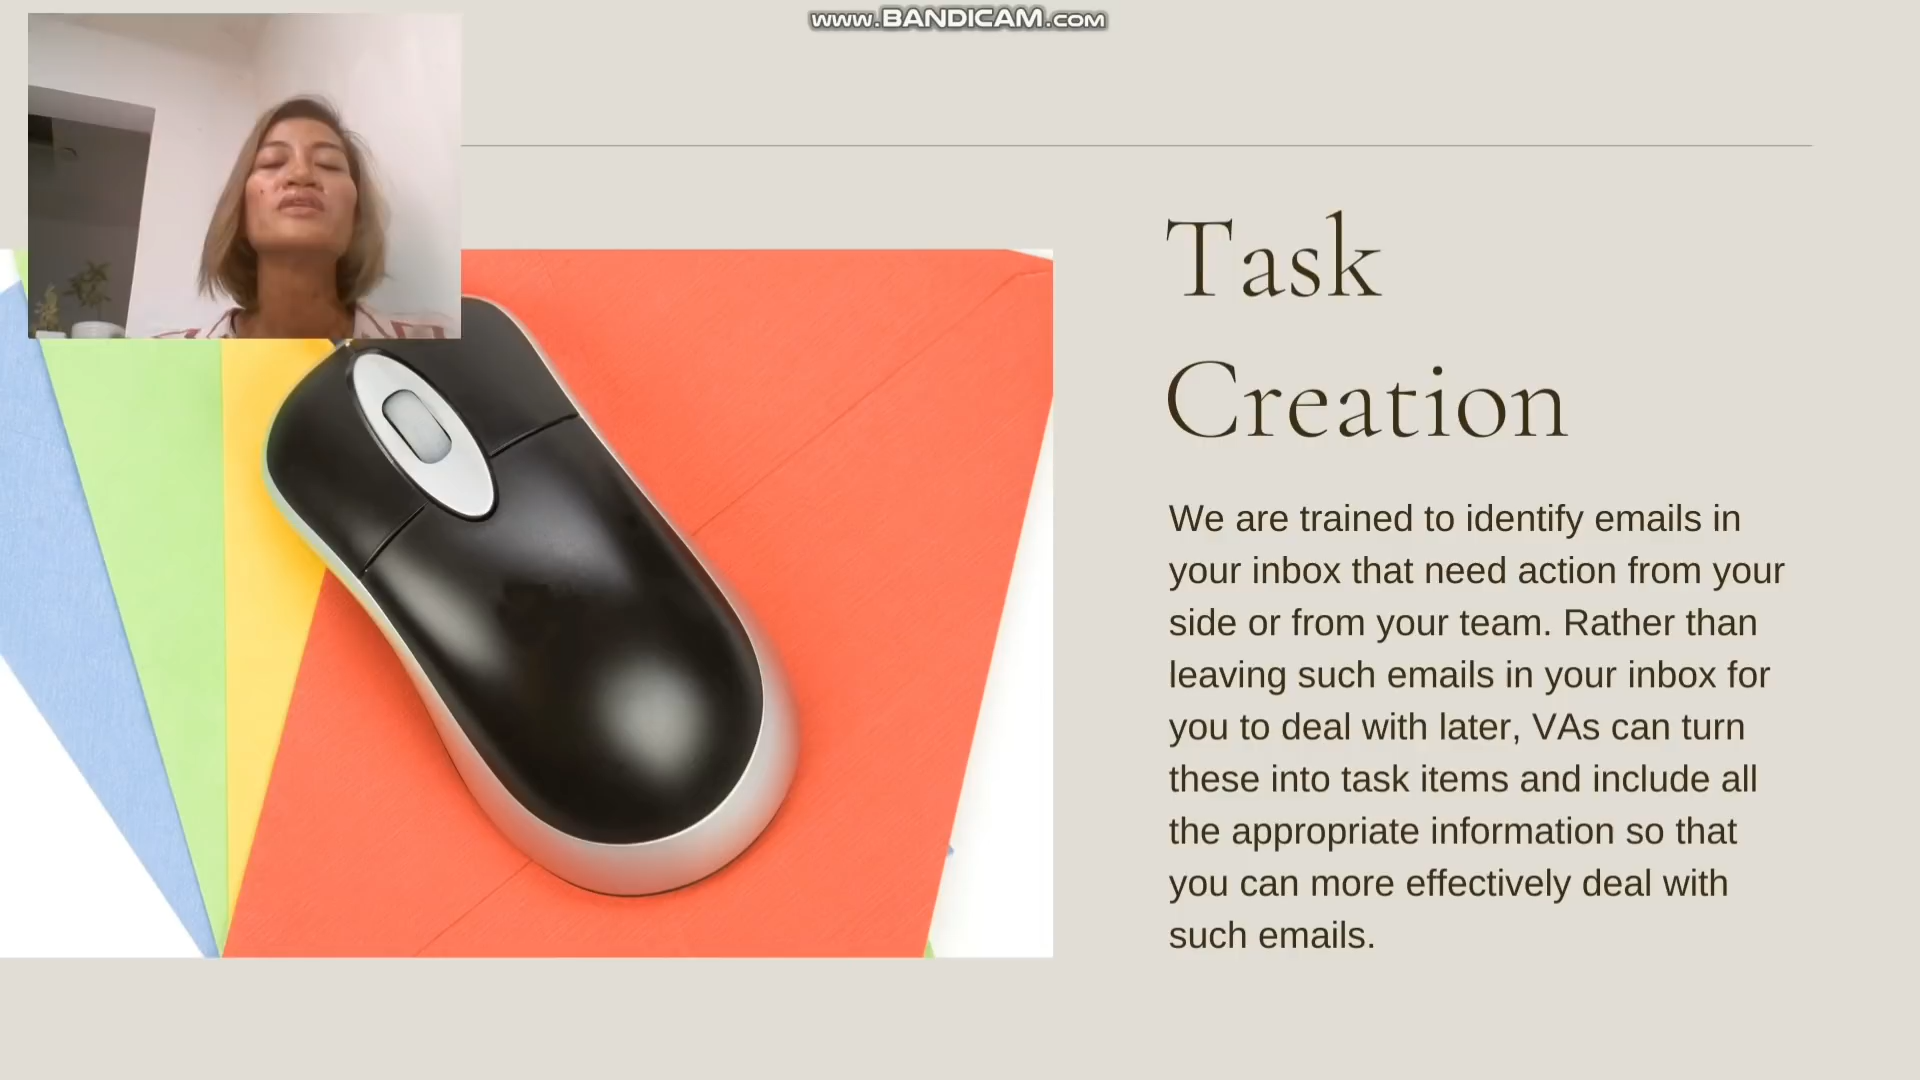 www.BANDICAM.com
Task
Creation
We are trained to identify emails in
your inbox that need action from your
side or from your team. Rather than
leaving such emails in your inbox for
you to deal with later, VAs can turn
these into task items and include all
the appropriate information so that
you can more effectively deal with
such emails.